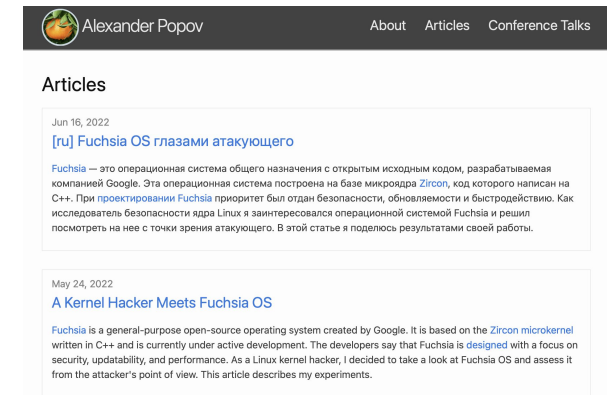 Alexander Popov
About Articles Conference Talks
Articles
Jun 16, 2022
[ru] Fuchsia OS глазами атакующего
Fuchsia — это операционная система общего назначения с открытым исходным кодом, разрабатываемая
компанией Google. Эта операционная система построена на базе микроядра Zircon, код которого написан на
C++. При проектировании Fuchsia приоритет был отдан безопасности, обновляемости и быстродействию. Как
исследователь безопасности ядра Linux я заинтересовался операционной системой Fuchsia и решил
посмотреть на нее с точки зрения атакующего. В этой статье я поделюсь результатами своей работы.
May 24, 2022
A Kernel Hacker Meets Fuchsia OS
Fuchsia is a general-purpose open-source operating system created by Google. It is based on the Zircon microkernel
written in C++ and is currently under active development. The developers say that Fuchsia is designed with a focus on
security, updatability, and performance. As a Linux kernel hacker, I decided to take a look at Fuchsia OS and assess it
from the attacker's point of view. This article describes my experiments.